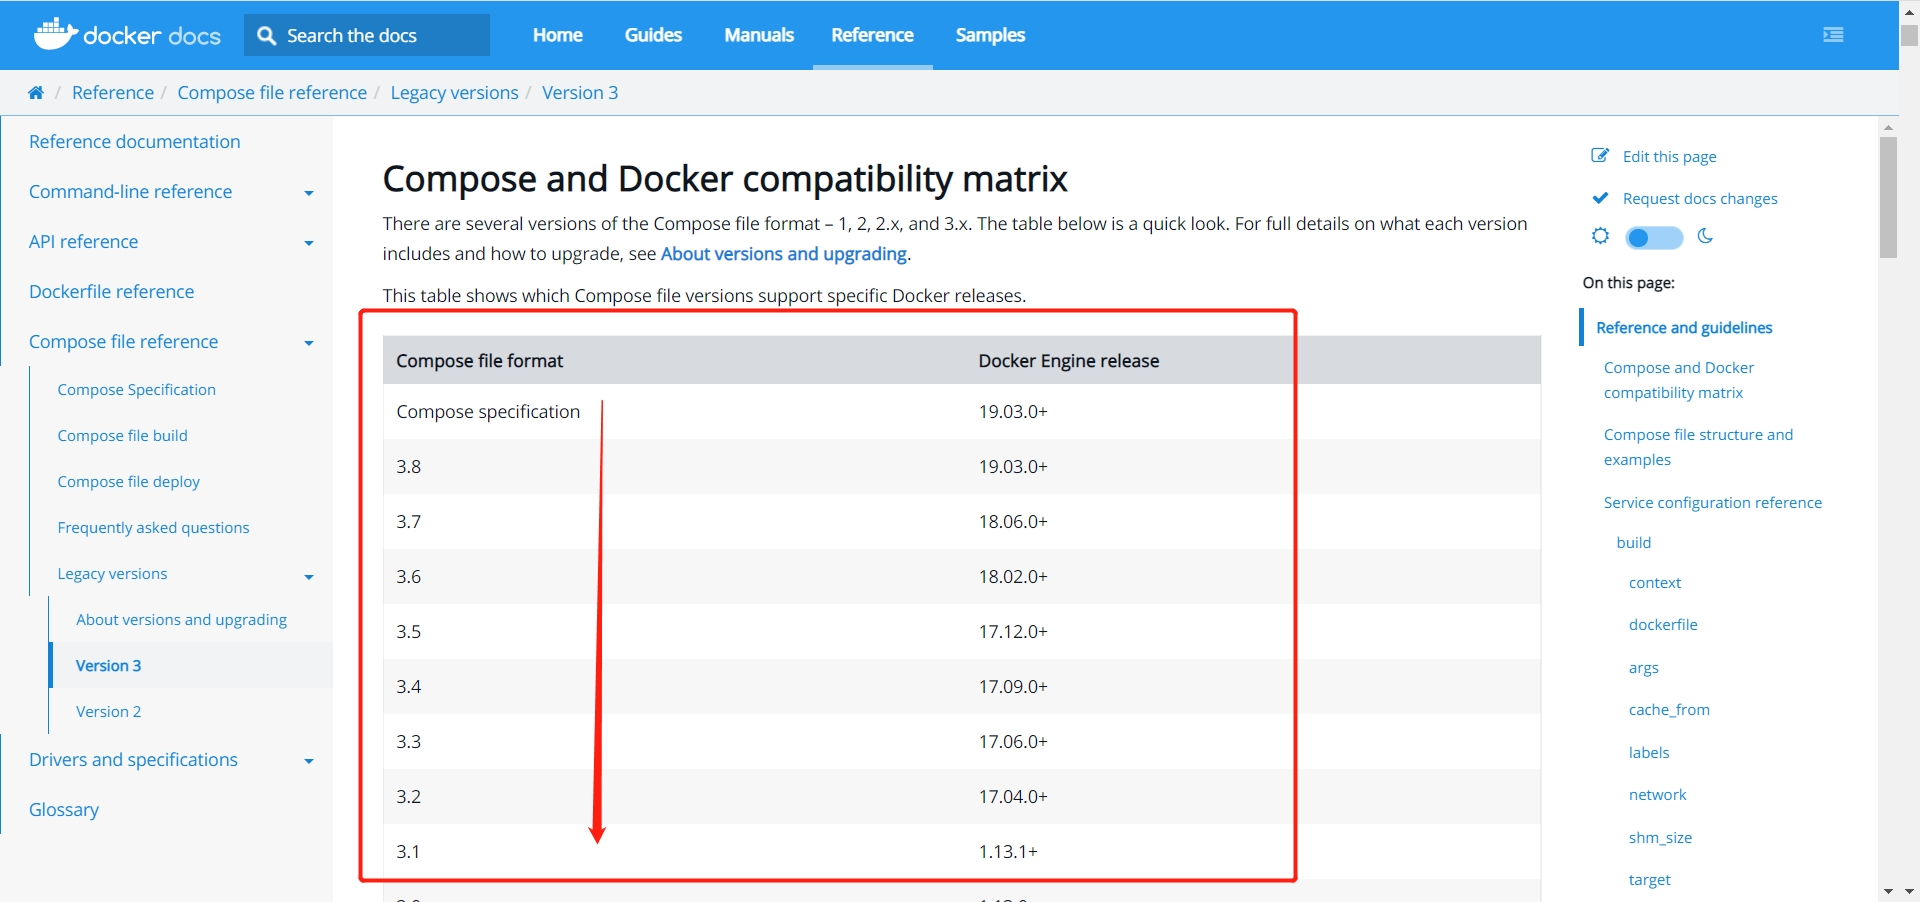 docker docs
Search the docs
Home
Guides
Manuals
Reference
Samples
/ Reference / Compose file reference / Legacy versions / Version 3
Reference documentation
Command-line reference
API reference
Dockerfile reference
Compose file reference
Compose Specification
Compose file build
Compose file deploy
Frequently asked questions
Legacy versions
About versions and upgrading
Version 3
Version 2
Drivers and specifications
Glossary
Compose and Docker compatibility matrix
There are several versions of the Compose file format – 1, 2, 2.x, and 3.x. The table below is a quick look. For full details on what each version
includes and how to upgrade, see About versions and upgrading.
This table shows which Compose file versions support specific Docker releases.
Compose file format Docker Engine release
Compose specification 19.03.0+
3.8 19.03.0+
3.7 18.06.0+
3.6 18.02.0+
3.5 17.12.0+
3.4 17.09.0+
3.3 17.06.0+
3.2 17.04.0+
3.1 1.13.1+
Edit this page
Request docs changes
On this page:
Reference and guidelines
Compose and Docker
compatibility matrix
Compose file structure and
examples
Service configuration reference
build
context
dockerfile
args
cache_from
labels
network
shm_size
target